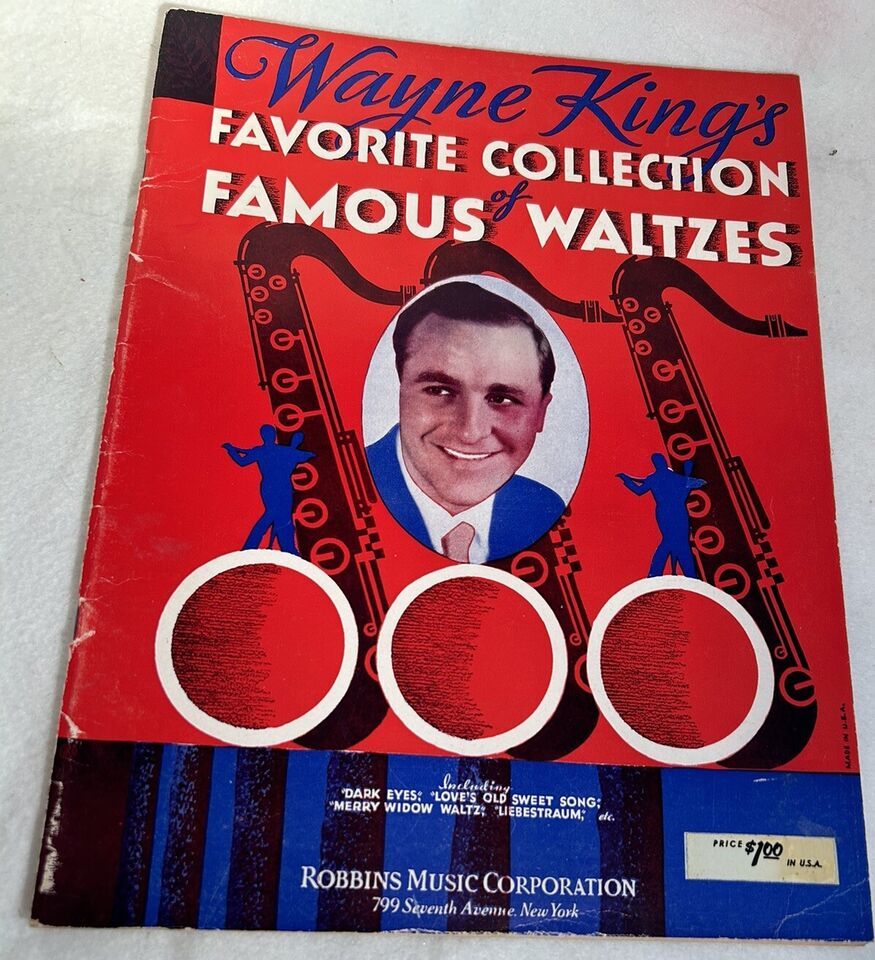 Wayne King's
FAVORITE COLLECTION
of
FAMOUS WALTZES
MADE IN U.S.A.
Including
"DARK EYES," "LOVE'S OLD SWEET SONG,"
"MERRY WIDOW WALTZ," "LIEBESTRAUM," etc.
PRICE $1.00 IN U.S.A.
ROBBINS MUSIC CORPORATION
799 Seventh Avenue. New York